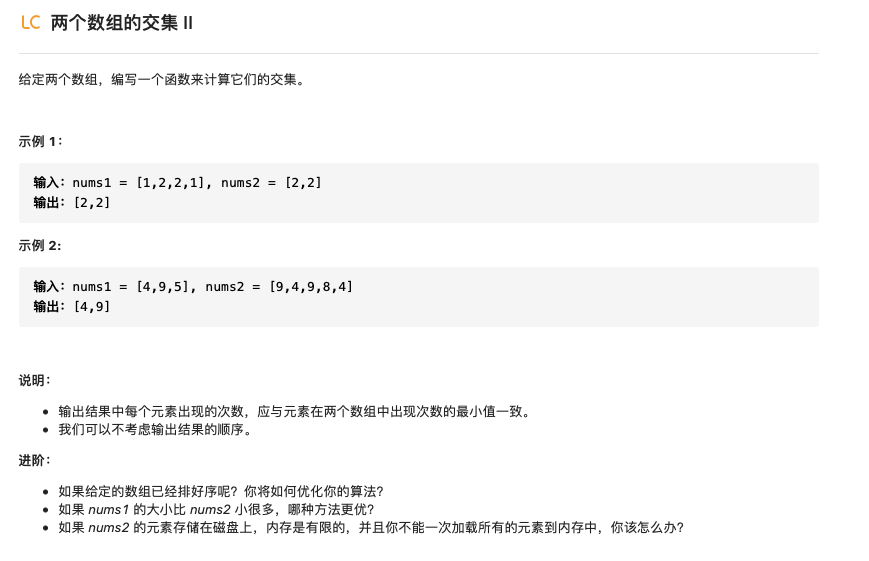 LC 两个数组的交集 II
给定两个数组，编写一个函数来计算它们的交集。
示例 1：
输入：nums1 = [1,2,2,1], nums2 = [2,2]
输出：[2,2]
示例 2:
输入：nums1 = [4,9,5], nums2 = [9,4,9,8,4]
输出：[4,9]
说明：
• 输出结果中每个元素出现的次数，应与元素在两个数组中出现次数的最小值一致。
• 我们可以不考虑输出结果的顺序。
进阶：
• 如果给定的数组已经排好序呢？你将如何优化你的算法？
• 如果 nums1 的大小比 nums2 小很多，哪种方法更优？
• 如果 nums2 的元素存储在磁盘上，内存是有限的，并且你不能一次加载所有的元素到内存中，你该怎么办？